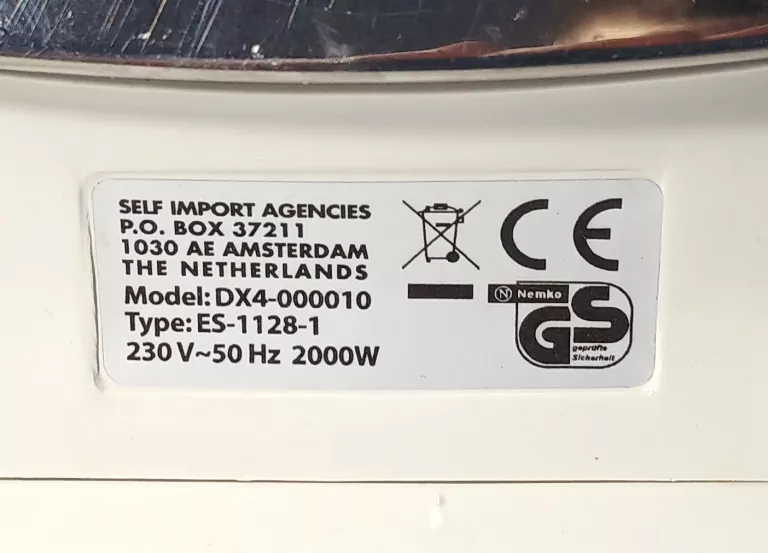 SELF IMPORT AGENCIES
P.O. BOX 37211
1030 AE AMSTERDAM
THE NETHERLANDS
Model: DX4-000010
Type: ES-1128-1
230 V~50 Hz 2000W
CE
N Nemko
GS
geprüfte
Sicherheit